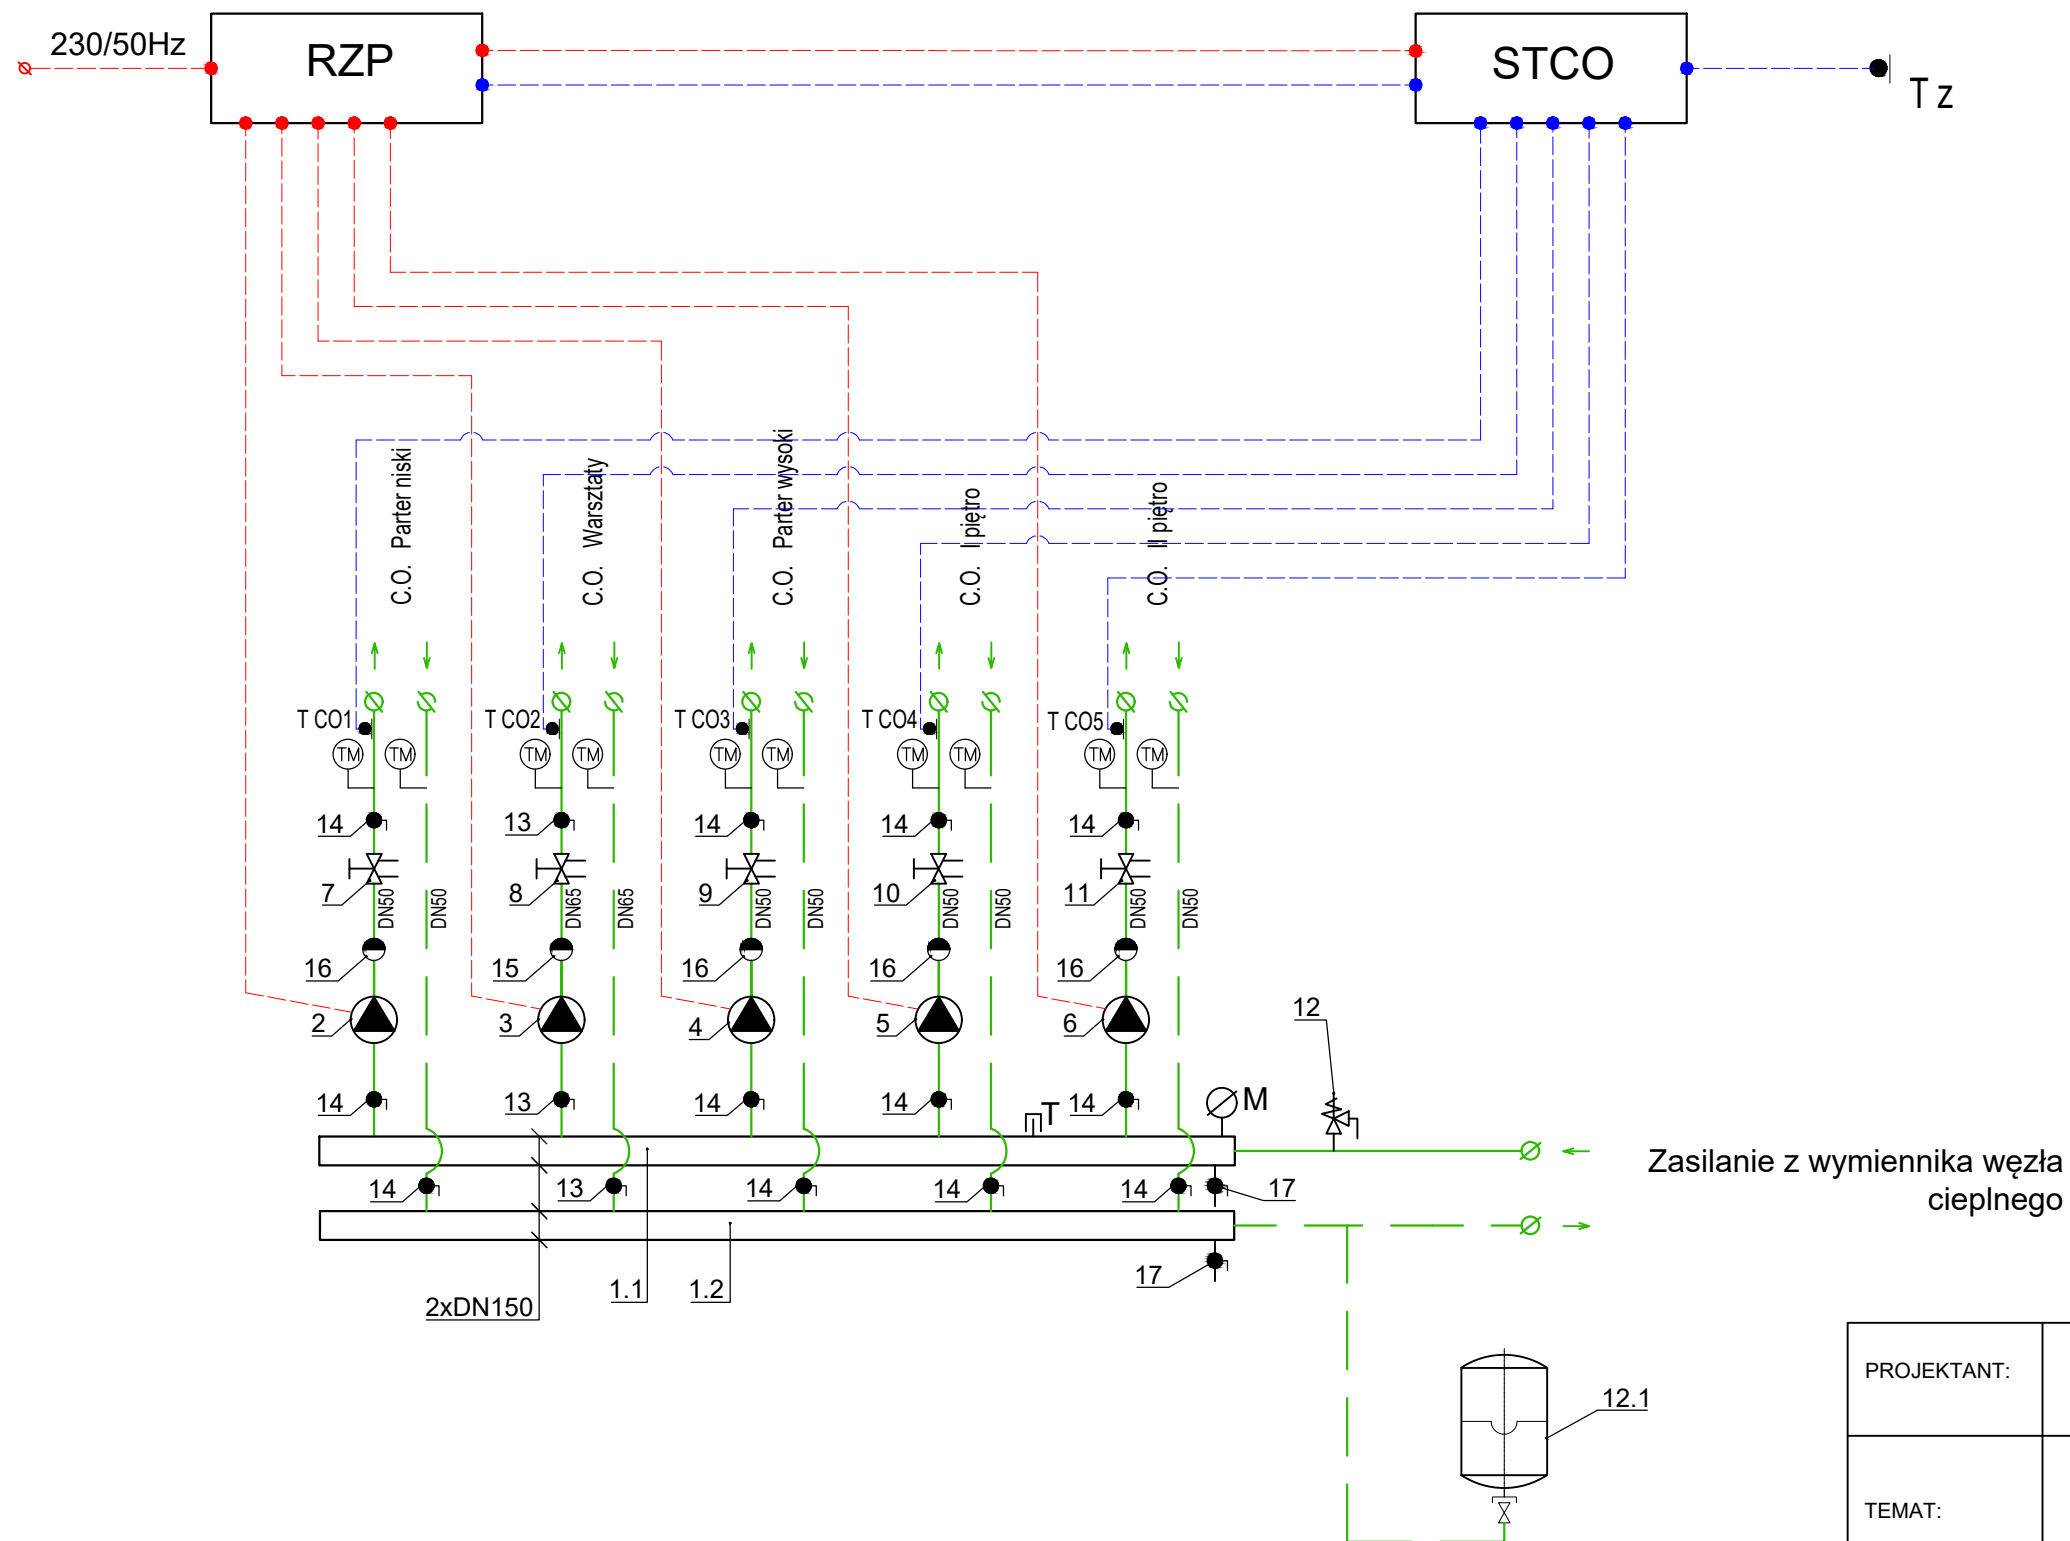 230/50Hz
RZP
STCO
T z
C.O. Parter niski
C.O. Warsztaty
C.O. Parter wysoki
C.O. I piętro
C.O. II piętro
T CO1
T CO2
T CO3
T CO4
T CO5
TM TM TM TM TM TM TM TM TM TM
14 13 14 14 14
7 8 9 10 11
DN50 DN50 DN65 DN65 DN50 DN50 DN50 DN50 DN50 DN50
16 15 16 16 16
2 3 4 5 6
12
14 13 14 14 T 14 M
Zasilanie z wymiennika węzła
cieplnego
14 13 14 14 14 17
17
2xDN150
1.1
1.2
12.1
PROJEKTANT:
TEMAT: